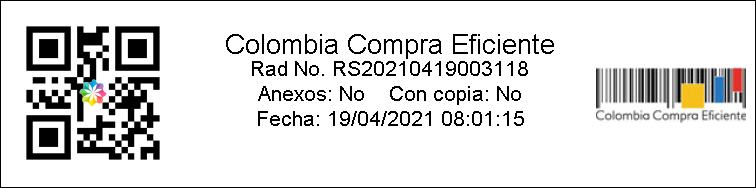 Colombia Compra Eficiente
Rad No. RS20210419003118
Anexos: No    Con copia: No
Fecha: 19/04/2021 08:01:15
Colombia Compra Eficiente